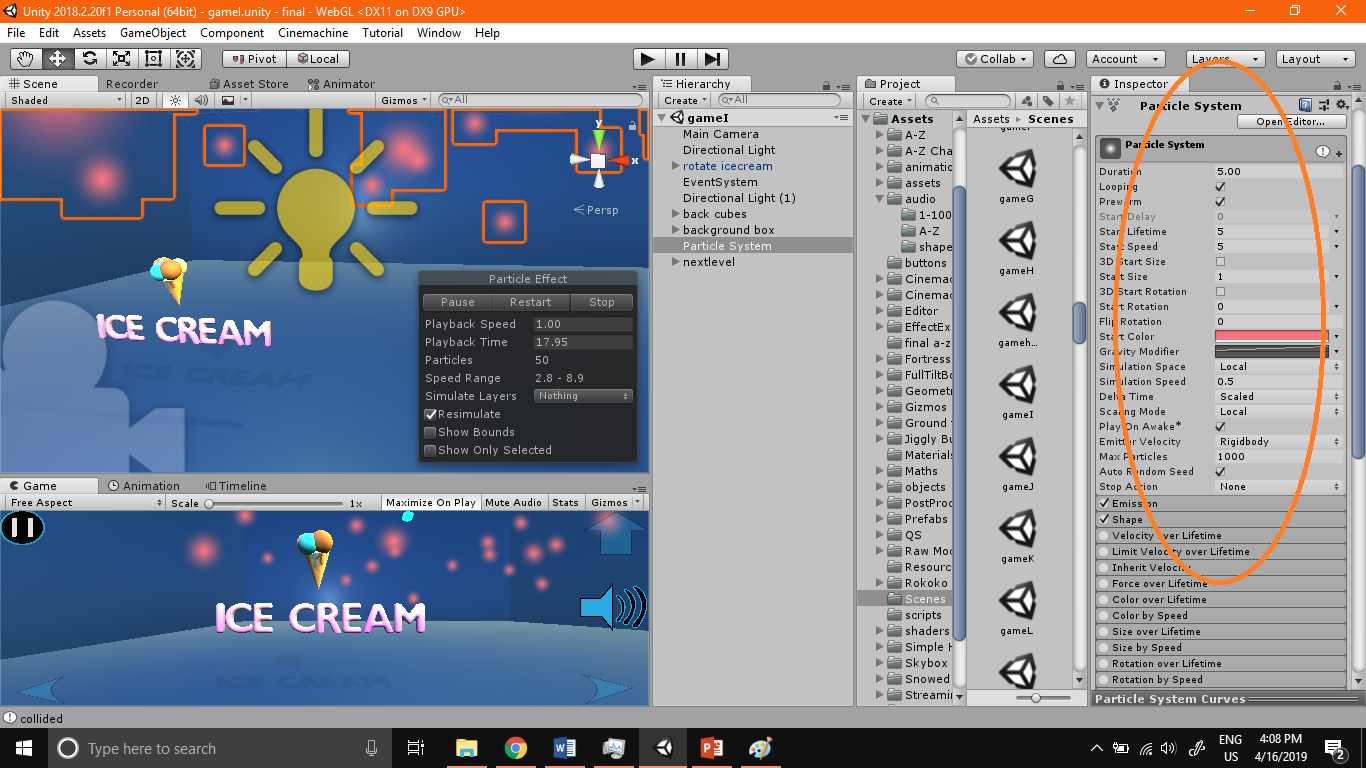 Unity 2018.2.20f1 Personal (64bit) - gameI.unity - final - WebGL <DX11 on DX9 GPU>
File Edit Assets GameObject Component Cinemachine Tutorial Window Help
Pivot Local Collab Account Layers Layout
Scene Recorder Asset Store Animator
Shaded 2D Gizmos All
y
x
Persp
ICE CREAM
Particle Effect
Pause Restart Stop
Playback Speed 1.00
Playback Time 17.95
Particles 50
Speed Range 2.8 - 8.9
Simulate Layers Nothing
Resimulate
Show Bounds
Show Only Selected
Game Animation Timeline
Free Aspect Scale 1x Maximize On Play Mute Audio Stats Gizmos
ICE CREAM
Hierarchy
Create All
gameI
Main Camera
Directional Light
rotate icecream
EventSystem
Directional Light (1)
back cubes
background box
Particle System
nextlevel
Project
Create
Assets
A-Z
A-Z Cha
animatio
assets
audio
1-100
A-Z
shape
buttons
Cinemac
Cinemac
Editor
EffectEx
final a-z
Fortress
FullTiltBo
Geometr
Gizmos
Ground
Jiggly Bu
Materials
Maths
objects
PostProc
Prefabs
QS
Raw Mod
Resourc
Rokoko
Scenes
scripts
shaders
Simple H
Skybox
Snowed
Streamin
Assets Scenes
gameG
gameH
gameh...
gameI
gameJ
gameK
gameL
Inspector
Particle System
Open Editor...
Particle System
Duration 5.00
Looping
Prewarm
Start Delay 0
Start Lifetime 5
Start Speed 5
3D Start Size
Start Size 1
3D Start Rotation
Start Rotation 0
Flip Rotation 0
Start Color
Gravity Modifier
Simulation Space Local
Simulation Speed 0.5
Delta Time Scaled
Scaling Mode Local
Play On Awake*
Emitter Velocity Rigidbody
Max Particles 1000
Auto Random Seed
Stop Action None
Emission
Shape
Velocity over Lifetime
Limit Velocity over Lifetime
Inherit Velocity
Force over Lifetime
Color over Lifetime
Color by Speed
Size over Lifetime
Size by Speed
Rotation over Lifetime
Rotation by Speed
Particle System Curves
collided
Type here to search
ENG
US
4:08 PM
4/16/2019
2